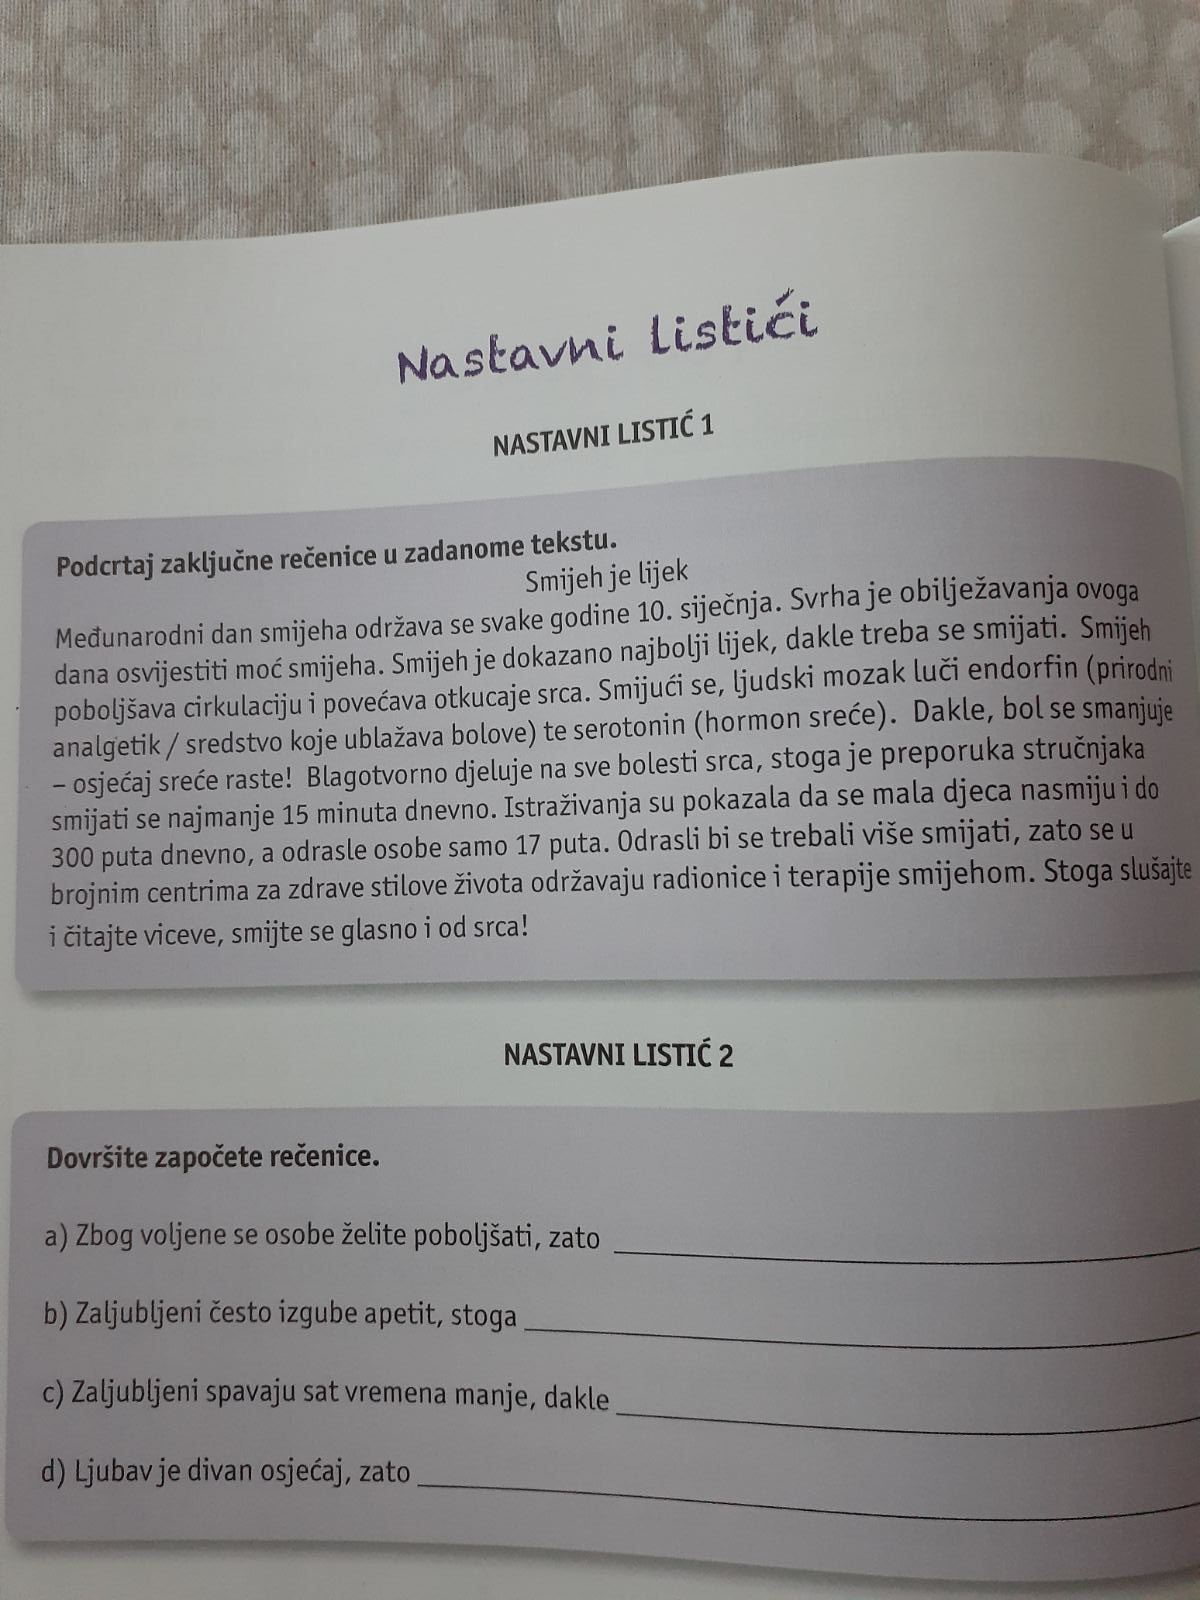 Nastavni listići
NASTAVNI LISTIĆ 1
Podcrtaj zaključne rečenice u zadanome tekstu.
Smijeh je lijek
Međunarodni dan smijeha održava se svake godine 10. siječnja. Svrha je obilježavanja ovoga
dana osvijestiti moć smijeha. Smijeh je dokazano najbolji lijek, dakle treba se smijati. Smijeh
poboljšava cirkulaciju i povećava otkucaje srca. Smijući se, ljudski mozak luči endorfin (prirodni
analgetik / sredstvo koje ublažava bolove) te serotonin (hormon sreće). Dakle, bol se smanjuje
– osjećaj sreće raste! Blagotvorno djeluje na sve bolesti srca, stoga je preporuka stručnjaka
smijati se najmanje 15 minuta dnevno. Istraživanja su pokazala da se mala djeca nasmiju i do
300 puta dnevno, a odrasle osobe samo 17 puta. Odrasli bi se trebali više smijati, zato se u
brojnim centrima za zdrave stilove života održavaju radionice i terapije smijehom. Stoga slušajte
i čitajte viceve, smijte se glasno i od srca!
NASTAVNI LISTIĆ 2
Dovršite započete rečenice.
a) Zbog voljene se osobe želite poboljšati, zato
b) Zaljubljeni često izgube apetit, stoga
c) Zaljubljeni spavaju sat vremena manje, dakle
d) Ljubav je divan osjećaj, zato